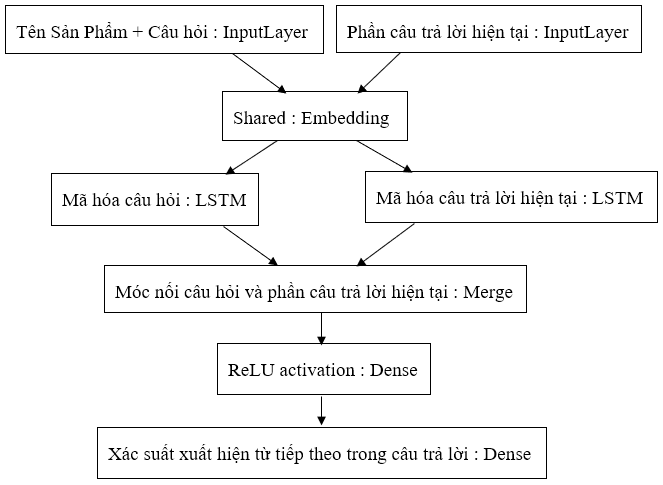 Tên Sản Phẩm + Câu hỏi : InputLayer
Phần câu trả lời hiện tại : InputLayer
Shared : Embedding
Mã hóa câu hỏi : LSTM
Mã hóa câu trả lời hiện tại : LSTM
Móc nối câu hỏi và phần câu trả lời hiện tại : Merge
ReLU activation : Dense
Xác suất xuất hiện từ tiếp theo trong câu trả lời : Dense